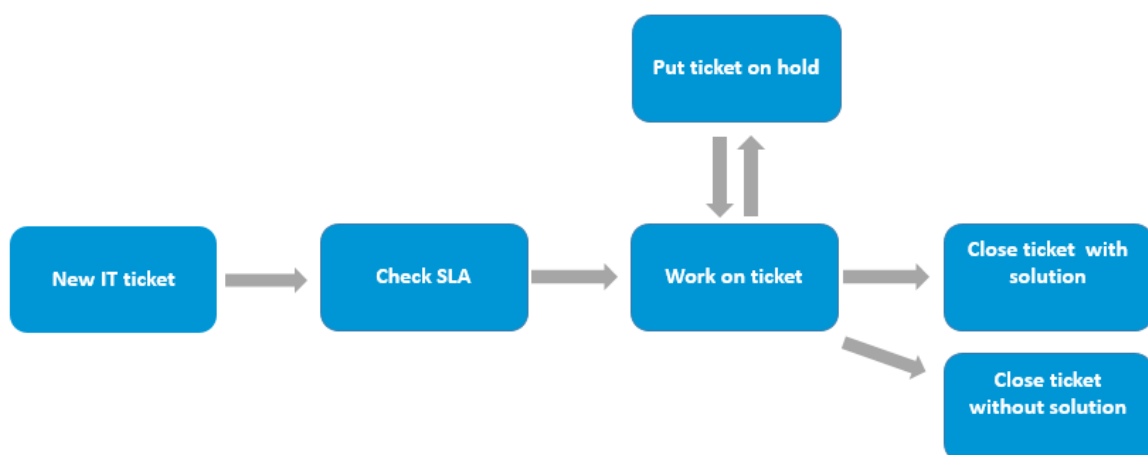 Put ticket on hold
New IT ticket
Check SLA
Work on ticket
Close ticket with
solution
Close ticket
without solution